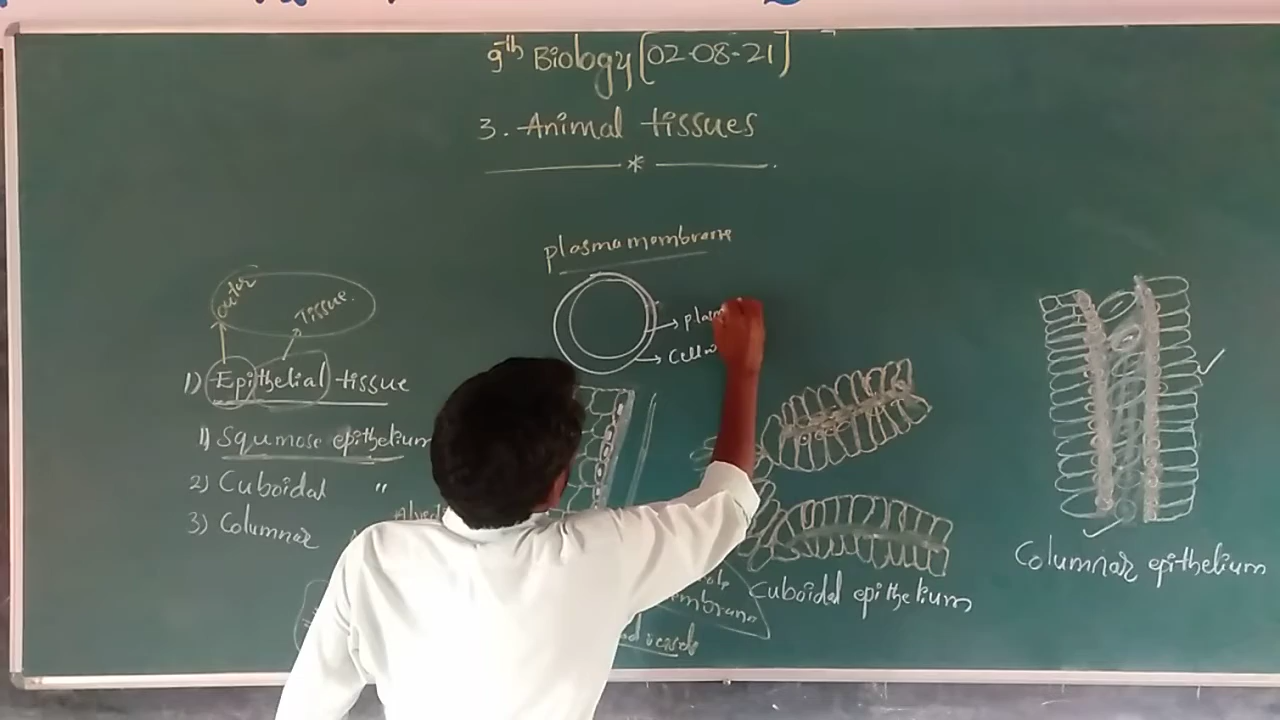 9th Biology [02-08-21]
3. Animal tissues
plasma membrane
outer
Tissue.
1) Epithelial tissue
1) Squmose epithelium
2) Cuboidal "
3) Columnar
Cuboidal epithelium
Columnar epithelium